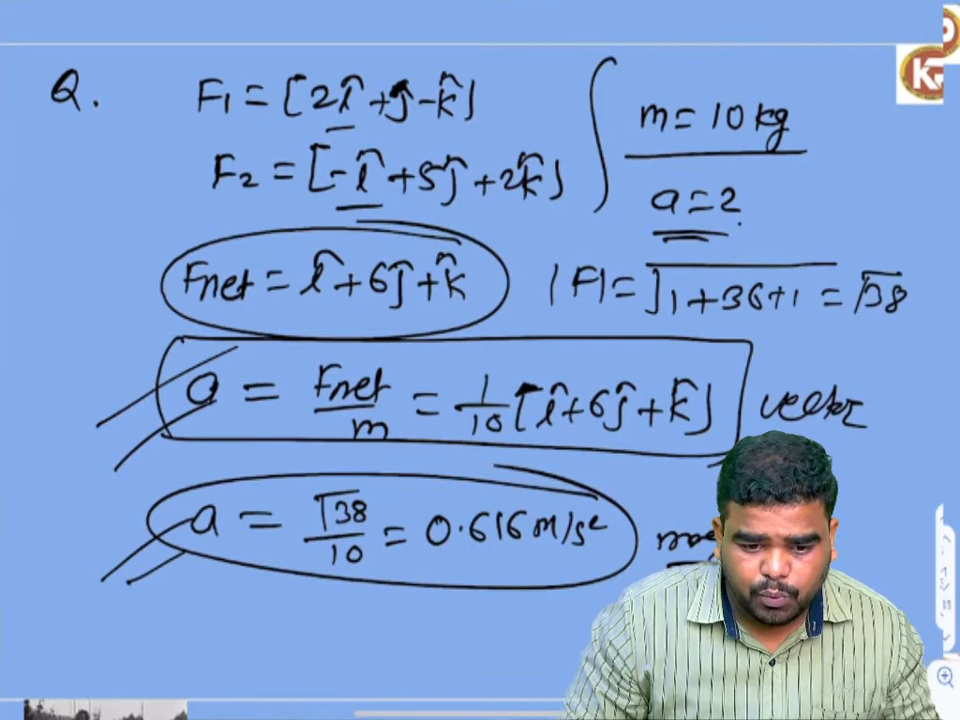 Q. F1 = [2î + ĵ - k̂]
F2 = [-î + 5ĵ + 2k̂]
m = 10 kg
a = 2
Fnet = î + 6ĵ + k̂
|F| = √1+36+1 = √38
a = Fnet/m = 1/10 [î + 6ĵ + k̂] vector
a = √38/10 = 0.616 m/s²